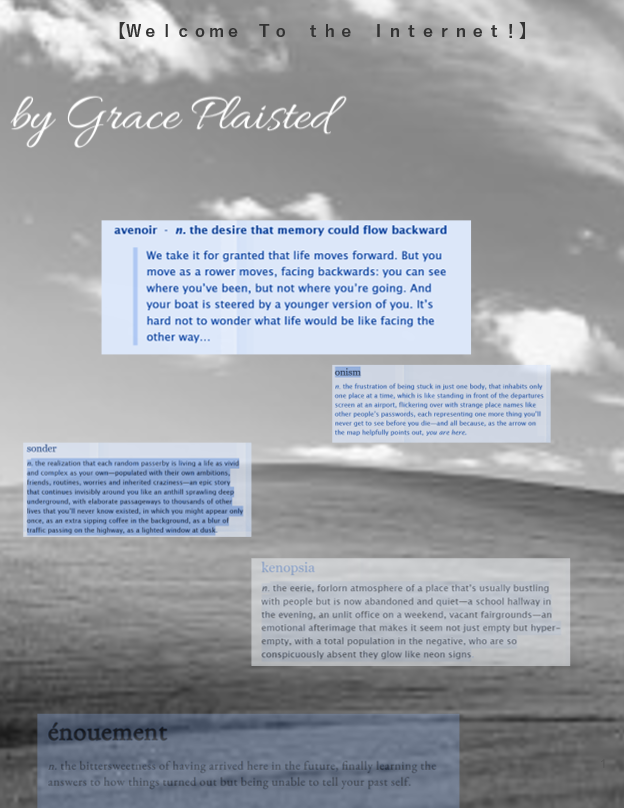 【Welcome To the Internet!】
by Grace Plaisted
avenoir - n. the desire that memory could flow backward
We take it for granted that life moves forward. But you
move as a rower moves, facing backwards: you can see
where you’ve been, but not where you’re going. And
your boat is steered by a younger version of you. It’s
hard not to wonder what life would be like facing the
other way…
onism
n. the frustration of being stuck in just one body, that inhabits only
one place at a time, which is like standing in front of the departures
screen at an airport, flickering over with strange place names like
other people’s passwords, each representing one more thing you’ll
never get to see before you die—and all because, as the arrow on
the map helpfully points out, you are here.
sonder
n. the realization that each random passerby is living a life as vivid
and complex as your own—populated with their own ambitions,
friends, routines, worries and inherited craziness—an epic story
that continues invisibly around you like an anthill sprawling deep
underground, with elaborate passageways to thousands of other
lives that you’ll never know existed, in which you might appear only
once, as an extra sipping coffee in the background, as a blur of
traffic passing on the highway, as a lighted window at dusk.
kenopsia
n. the eerie, forlorn atmosphere of a place that’s usually bustling
with people but is now abandoned and quiet—a school hallway in
the evening, an unlit office on a weekend, vacant fairgrounds—an
emotional afterimage that makes it seem not just empty but hyper-
empty, with a total population in the negative, who are so
conspicuously absent they glow like neon signs.
énouement
n. the bittersweetness of having arrived here in the future, finally learning the
answers to how things turned out but being unable to tell your past self.